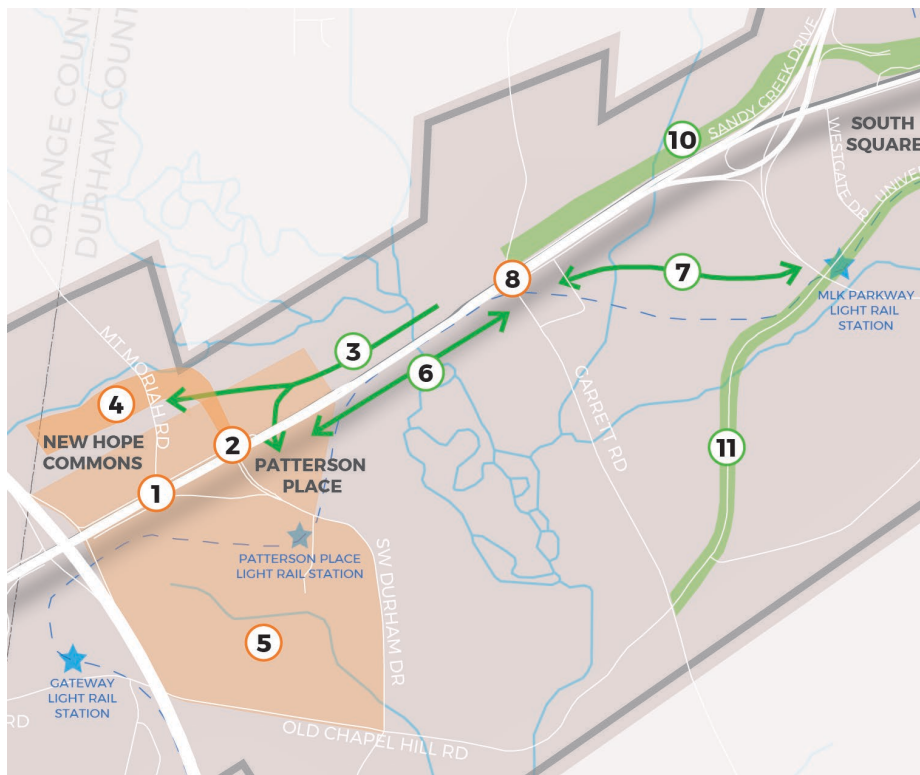 ORANGE COUNTY
DURHAM COUNTY
SANDY CREEK DRIVE
10
SOUTH
SQUARE
WESTGATE DR
UNIVE
8
7
MLK PARKWAY
LIGHT RAIL
STATION
MT MORIAH RD
3
6
4
GARRETT RD
NEW HOPE
COMMONS
2
PATTERSON
PLACE
11
1
PATTERSON PLACE
LIGHT RAIL STATION
SW DURHAM DR
5
GATEWAY
LIGHT RAIL
STATION
RD
OLD CHAPEL HILL RD